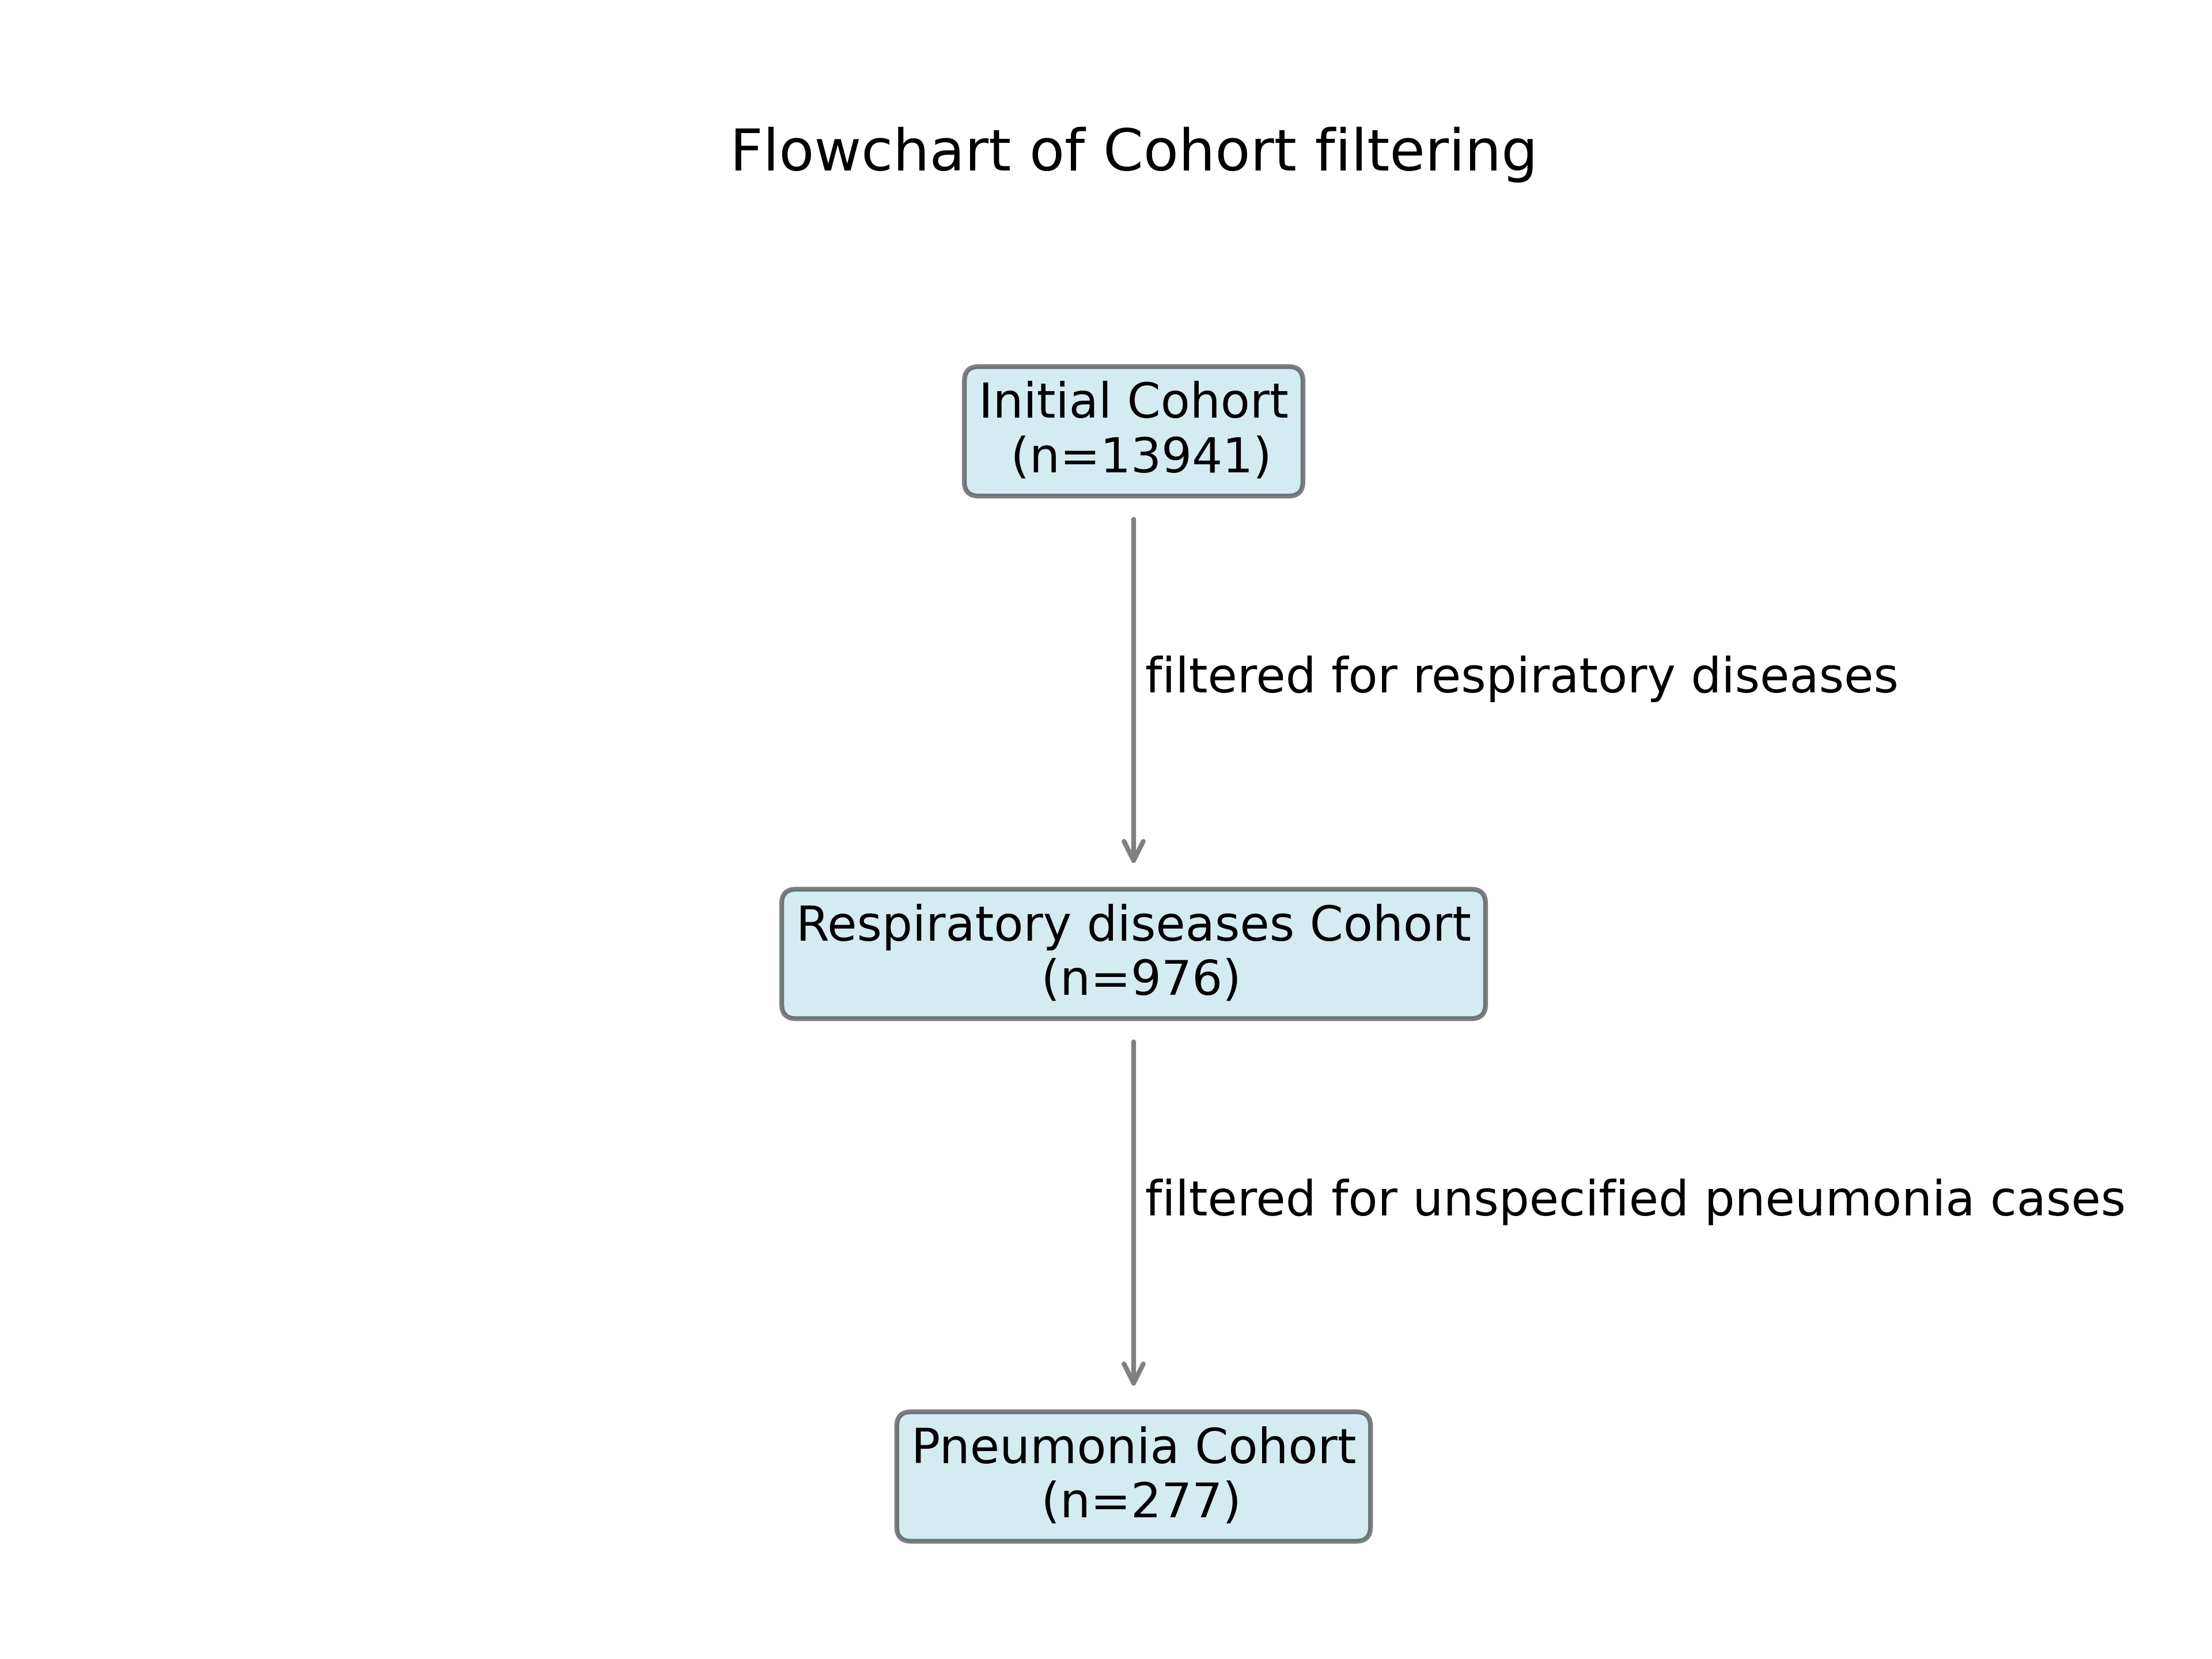 Flowchart of Cohort filtering
Initial Cohort
(n=13941)
filtered for respiratory diseases
Respiratory diseases Cohort
(n=976)
filtered for unspecified pneumonia cases
Pneumonia Cohort
(n=277)